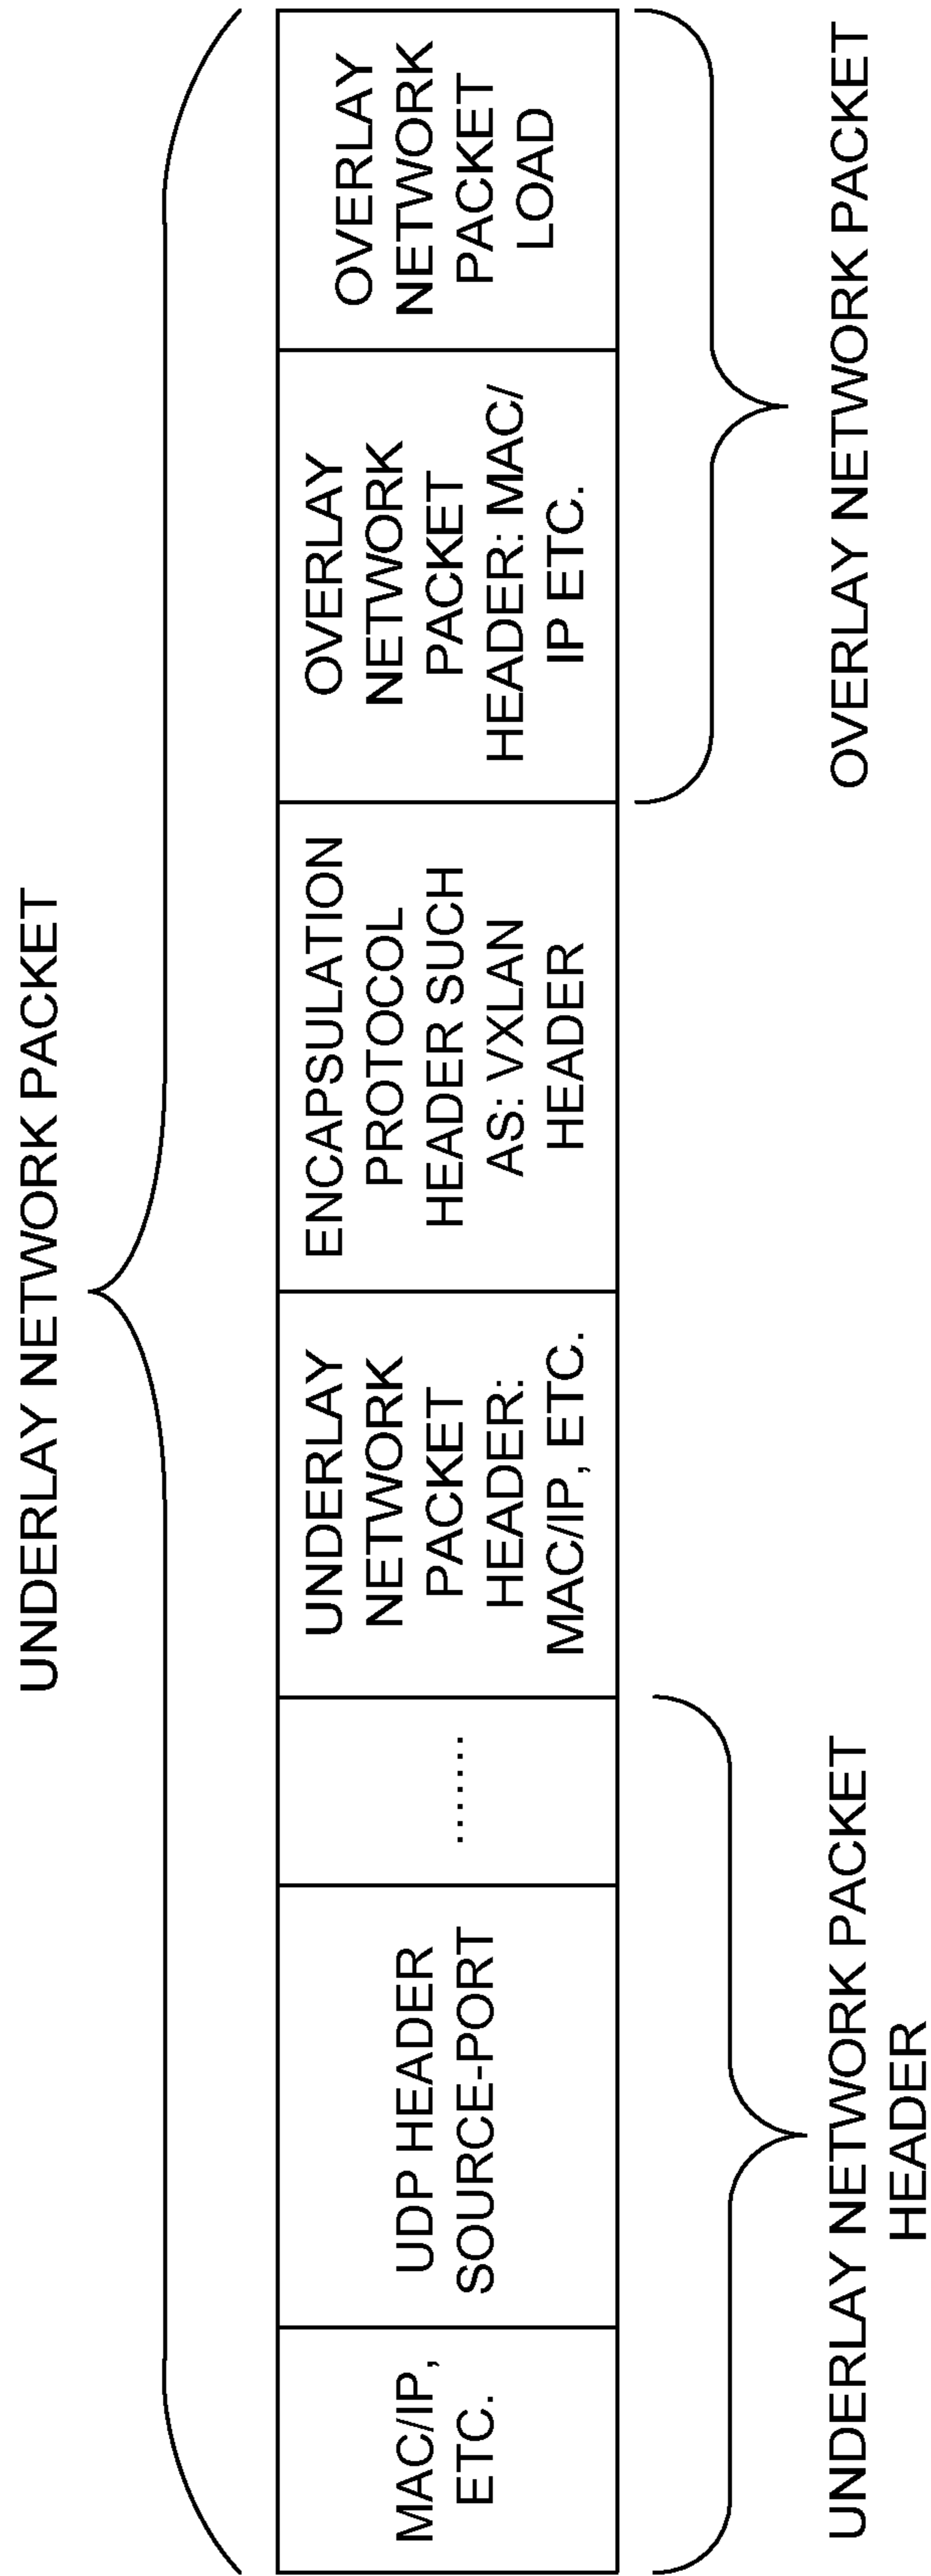 UNDERLAY NETWORK PACKET
MAC/IP,
ETC.
UDP HEADER
SOURCE-PORT
.......
UNDERLAY
NETWORK
PACKET
HEADER:
MAC/IP, ETC.
ENCAPSULATION
PROTOCOL
HEADER SUCH
AS: VXLAN
HEADER
OVERLAY
NETWORK
PACKET
HEADER: MAC/
IP ETC.
OVERLAY
NETWORK
PACKET
LOAD
UNDERLAY NETWORK PACKET
HEADER
OVERLAY NETWORK PACKET